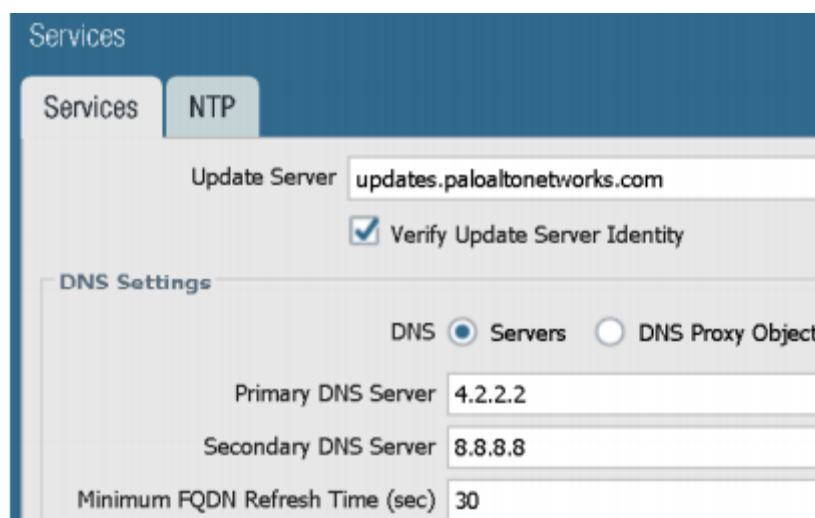 Services
Services NTP
Update Server updates.paloaltonetworks.com
Verify Update Server Identity
DNS Settings
DNS Servers DNS Proxy Object
Primary DNS Server 4.2.2.2
Secondary DNS Server 8.8.8.8
Minimum FQDN Refresh Time (sec) 30